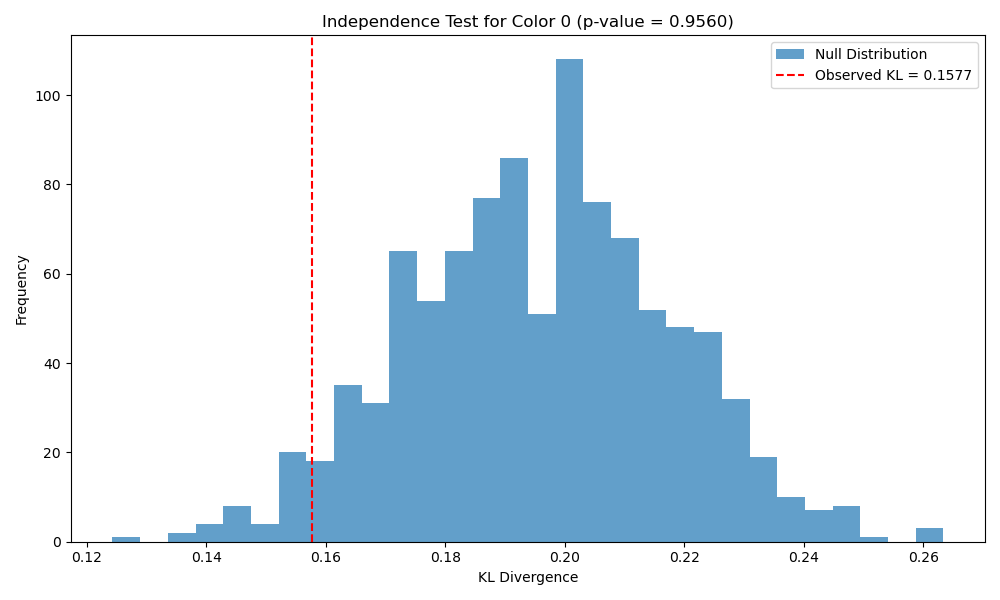 Independence Test for Color 0 (p-value = 0.9560)
Null Distribution
Observed KL = 0.1577
Frequency
100
80
60
40
20
0
0.12 0.14 0.16 0.18 0.20 0.22 0.24 0.26
KL Divergence